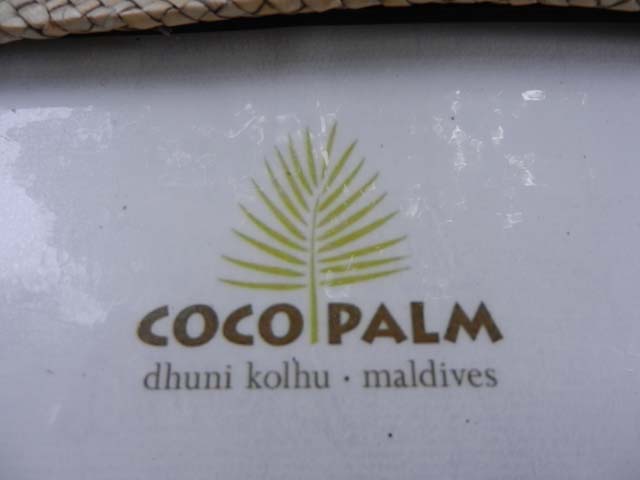 COCO PALM
dhuni kolhu · maldives